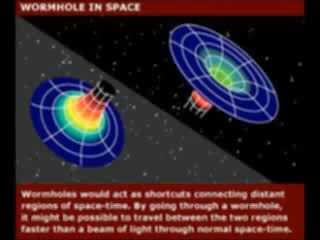 WORMHOLE IN SPACE
Wormholes would act as shortcuts connecting distant
regions of space-time. By going through a wormhole,
it might be possible to travel between the two regions
faster than a beam of light through normal space-time.